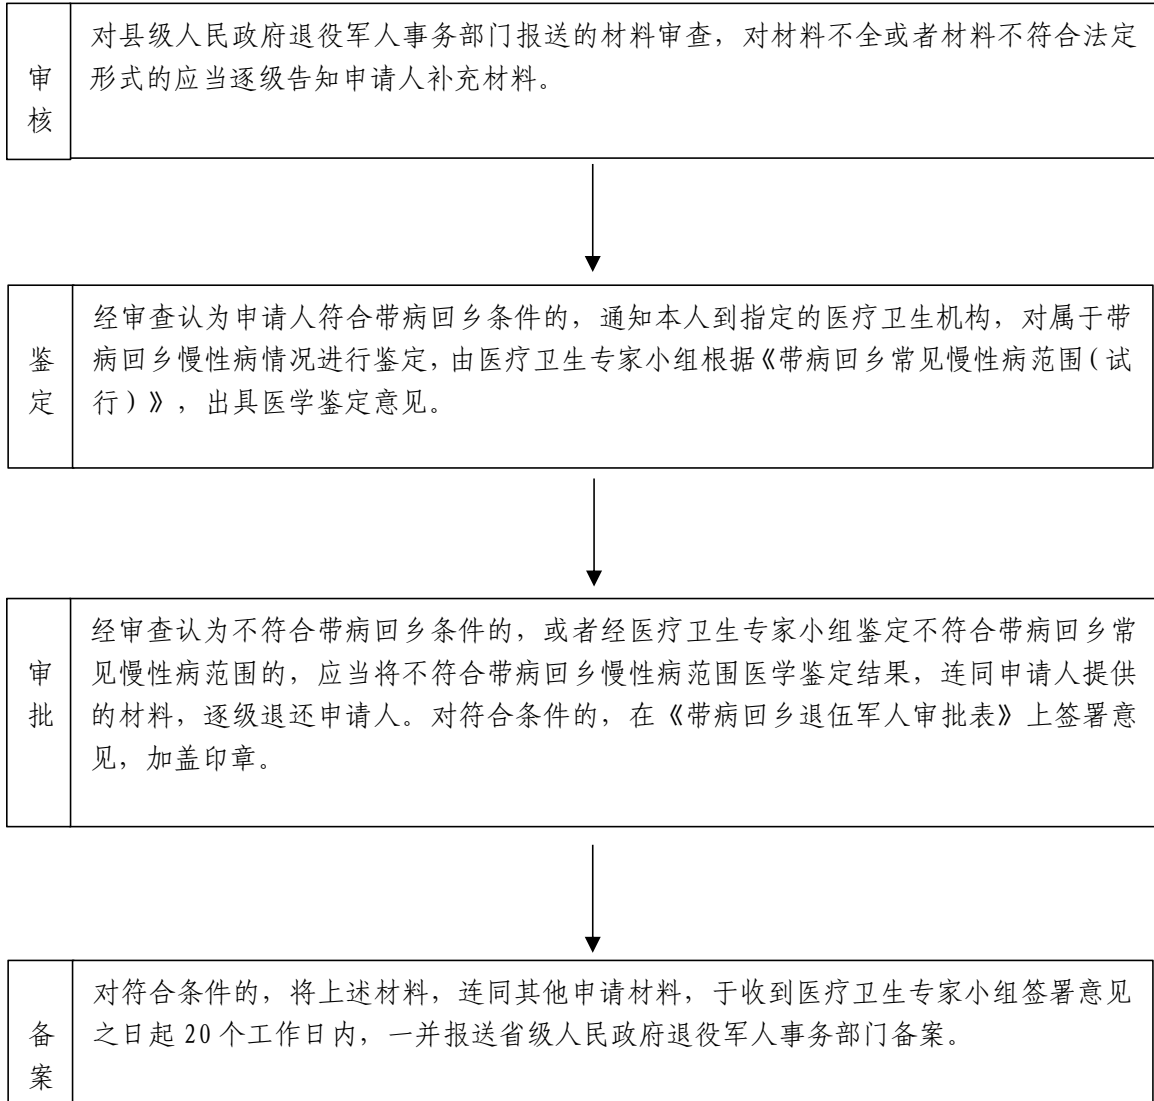 审核
对县级人民政府退役军人事务部门报送的材料审查，对材料不全或者材料不符合法定
形式的应当逐级告知申请人补充材料。
鉴定
经审查认为申请人符合带病回乡条件的，通知本人到指定的医疗卫生机构，对属于带
病回乡慢性病情况进行鉴定，由医疗卫生专家小组根据《带病回乡常见慢性病范围（试
行）》，出具医学鉴定意见。
审批
经审查认为不符合带病回乡条件的，或者经医疗卫生专家小组鉴定不符合带病回乡常
见慢性病范围的，应当将不符合带病回乡慢性病范围医学鉴定结果，连同申请人提供
的材料，逐级退还申请人。对符合条件的，在《带病回乡退伍军人审批表》上签署意
见，加盖印章。
备案
对符合条件的，将上述材料，连同其他申请材料，于收到医疗卫生专家小组签署意见
之日起 20 个工作日内，一并报送省级人民政府退役军人事务部门备案。